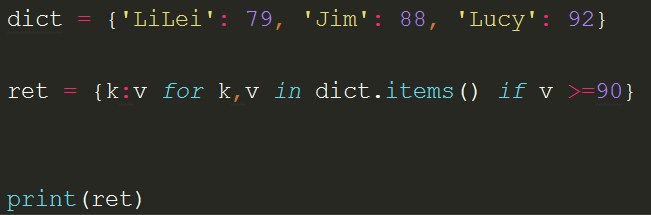 dict = {'LiLei': 79, 'Jim': 88, 'Lucy': 92}
ret = {k:v for k,v in dict.items() if v >=90}
print(ret)